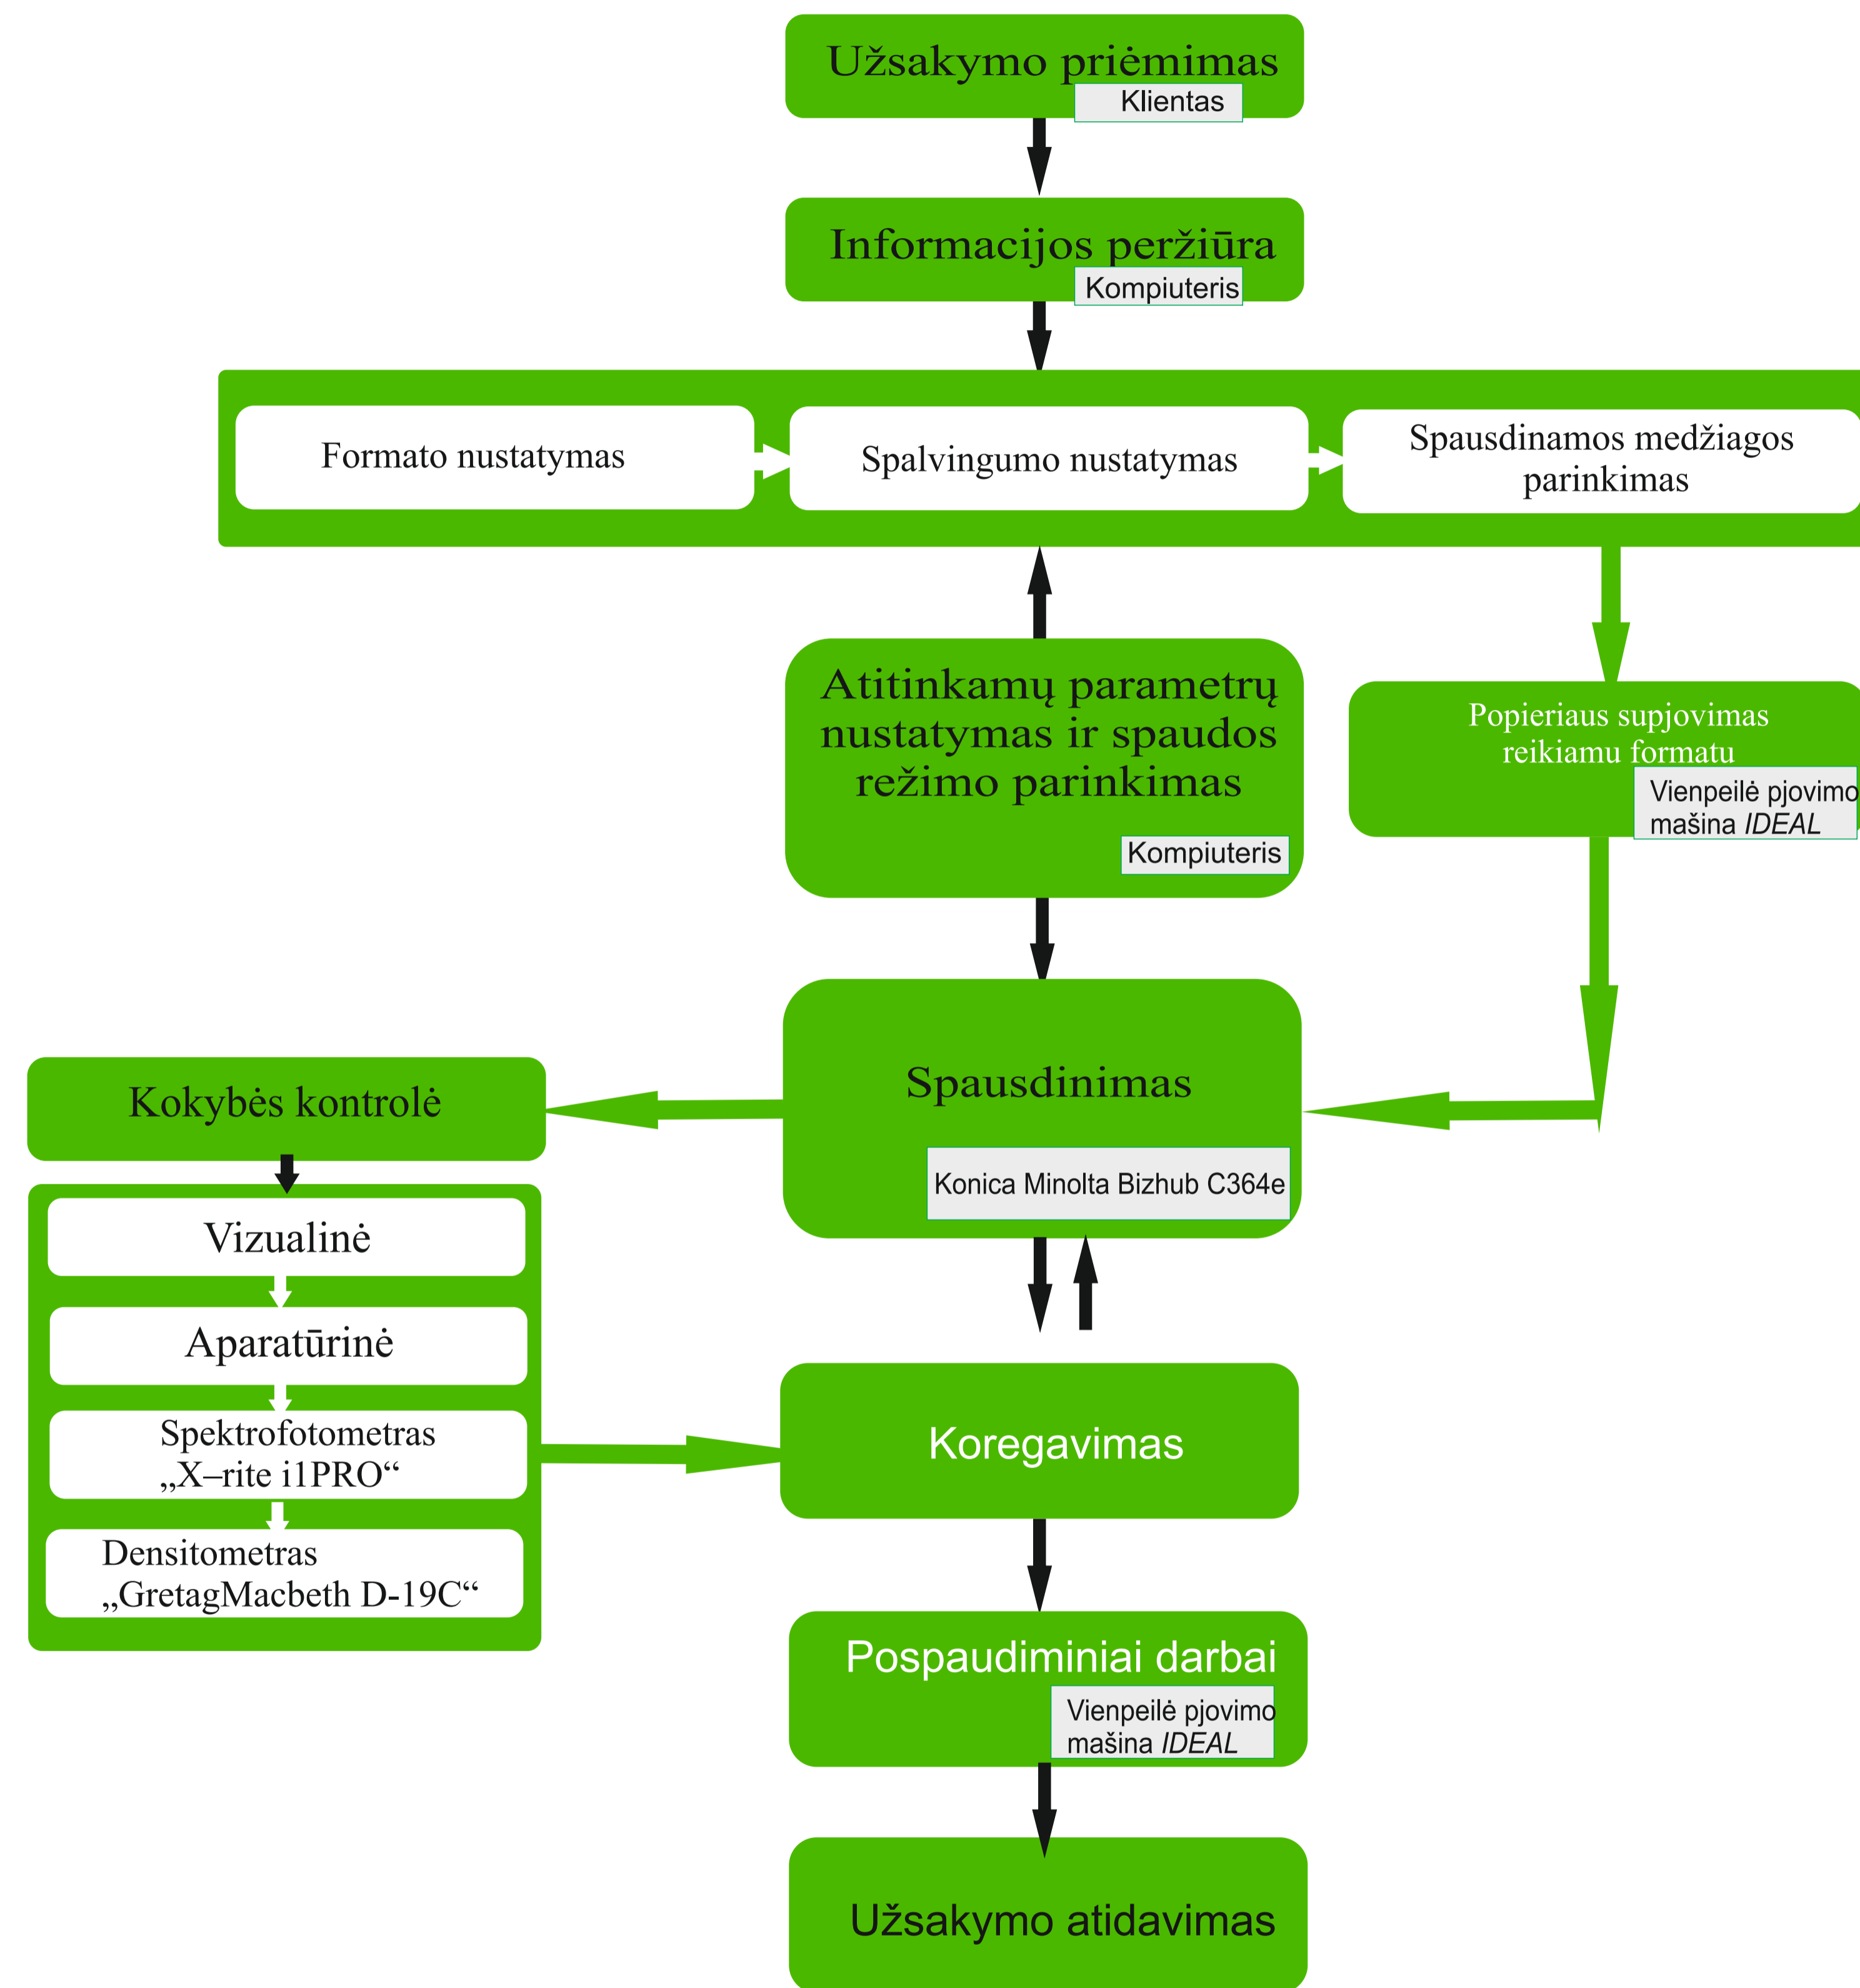 Užsakymo priėmimas
Klientas
Informacijos peržiūra
Kompiuteris
Formato nustatymas
Spalvingumo nustatymas
Spausdinamos medžiagos
parinkimas
Atitinkamų parametrų
nustatymas ir spaudos
režimo parinkimas
Kompiuteris
Popieriaus supjovimas
reikiamu formatu
Vienpeilė pjovimo
mašina IDEAL
Spausdinimas
Konica Minolta Bizhub C364e
Kokybės kontrolė
Vizualinė
Aparatūrinė
Spektrofotometras
„X–rite i1PRO“
Densitometras
„GretagMacbeth D-19C“
Koregavimas
Pospaudiminiai darbai
Vienpeilė pjovimo
mašina IDEAL
Užsakymo atidavimas